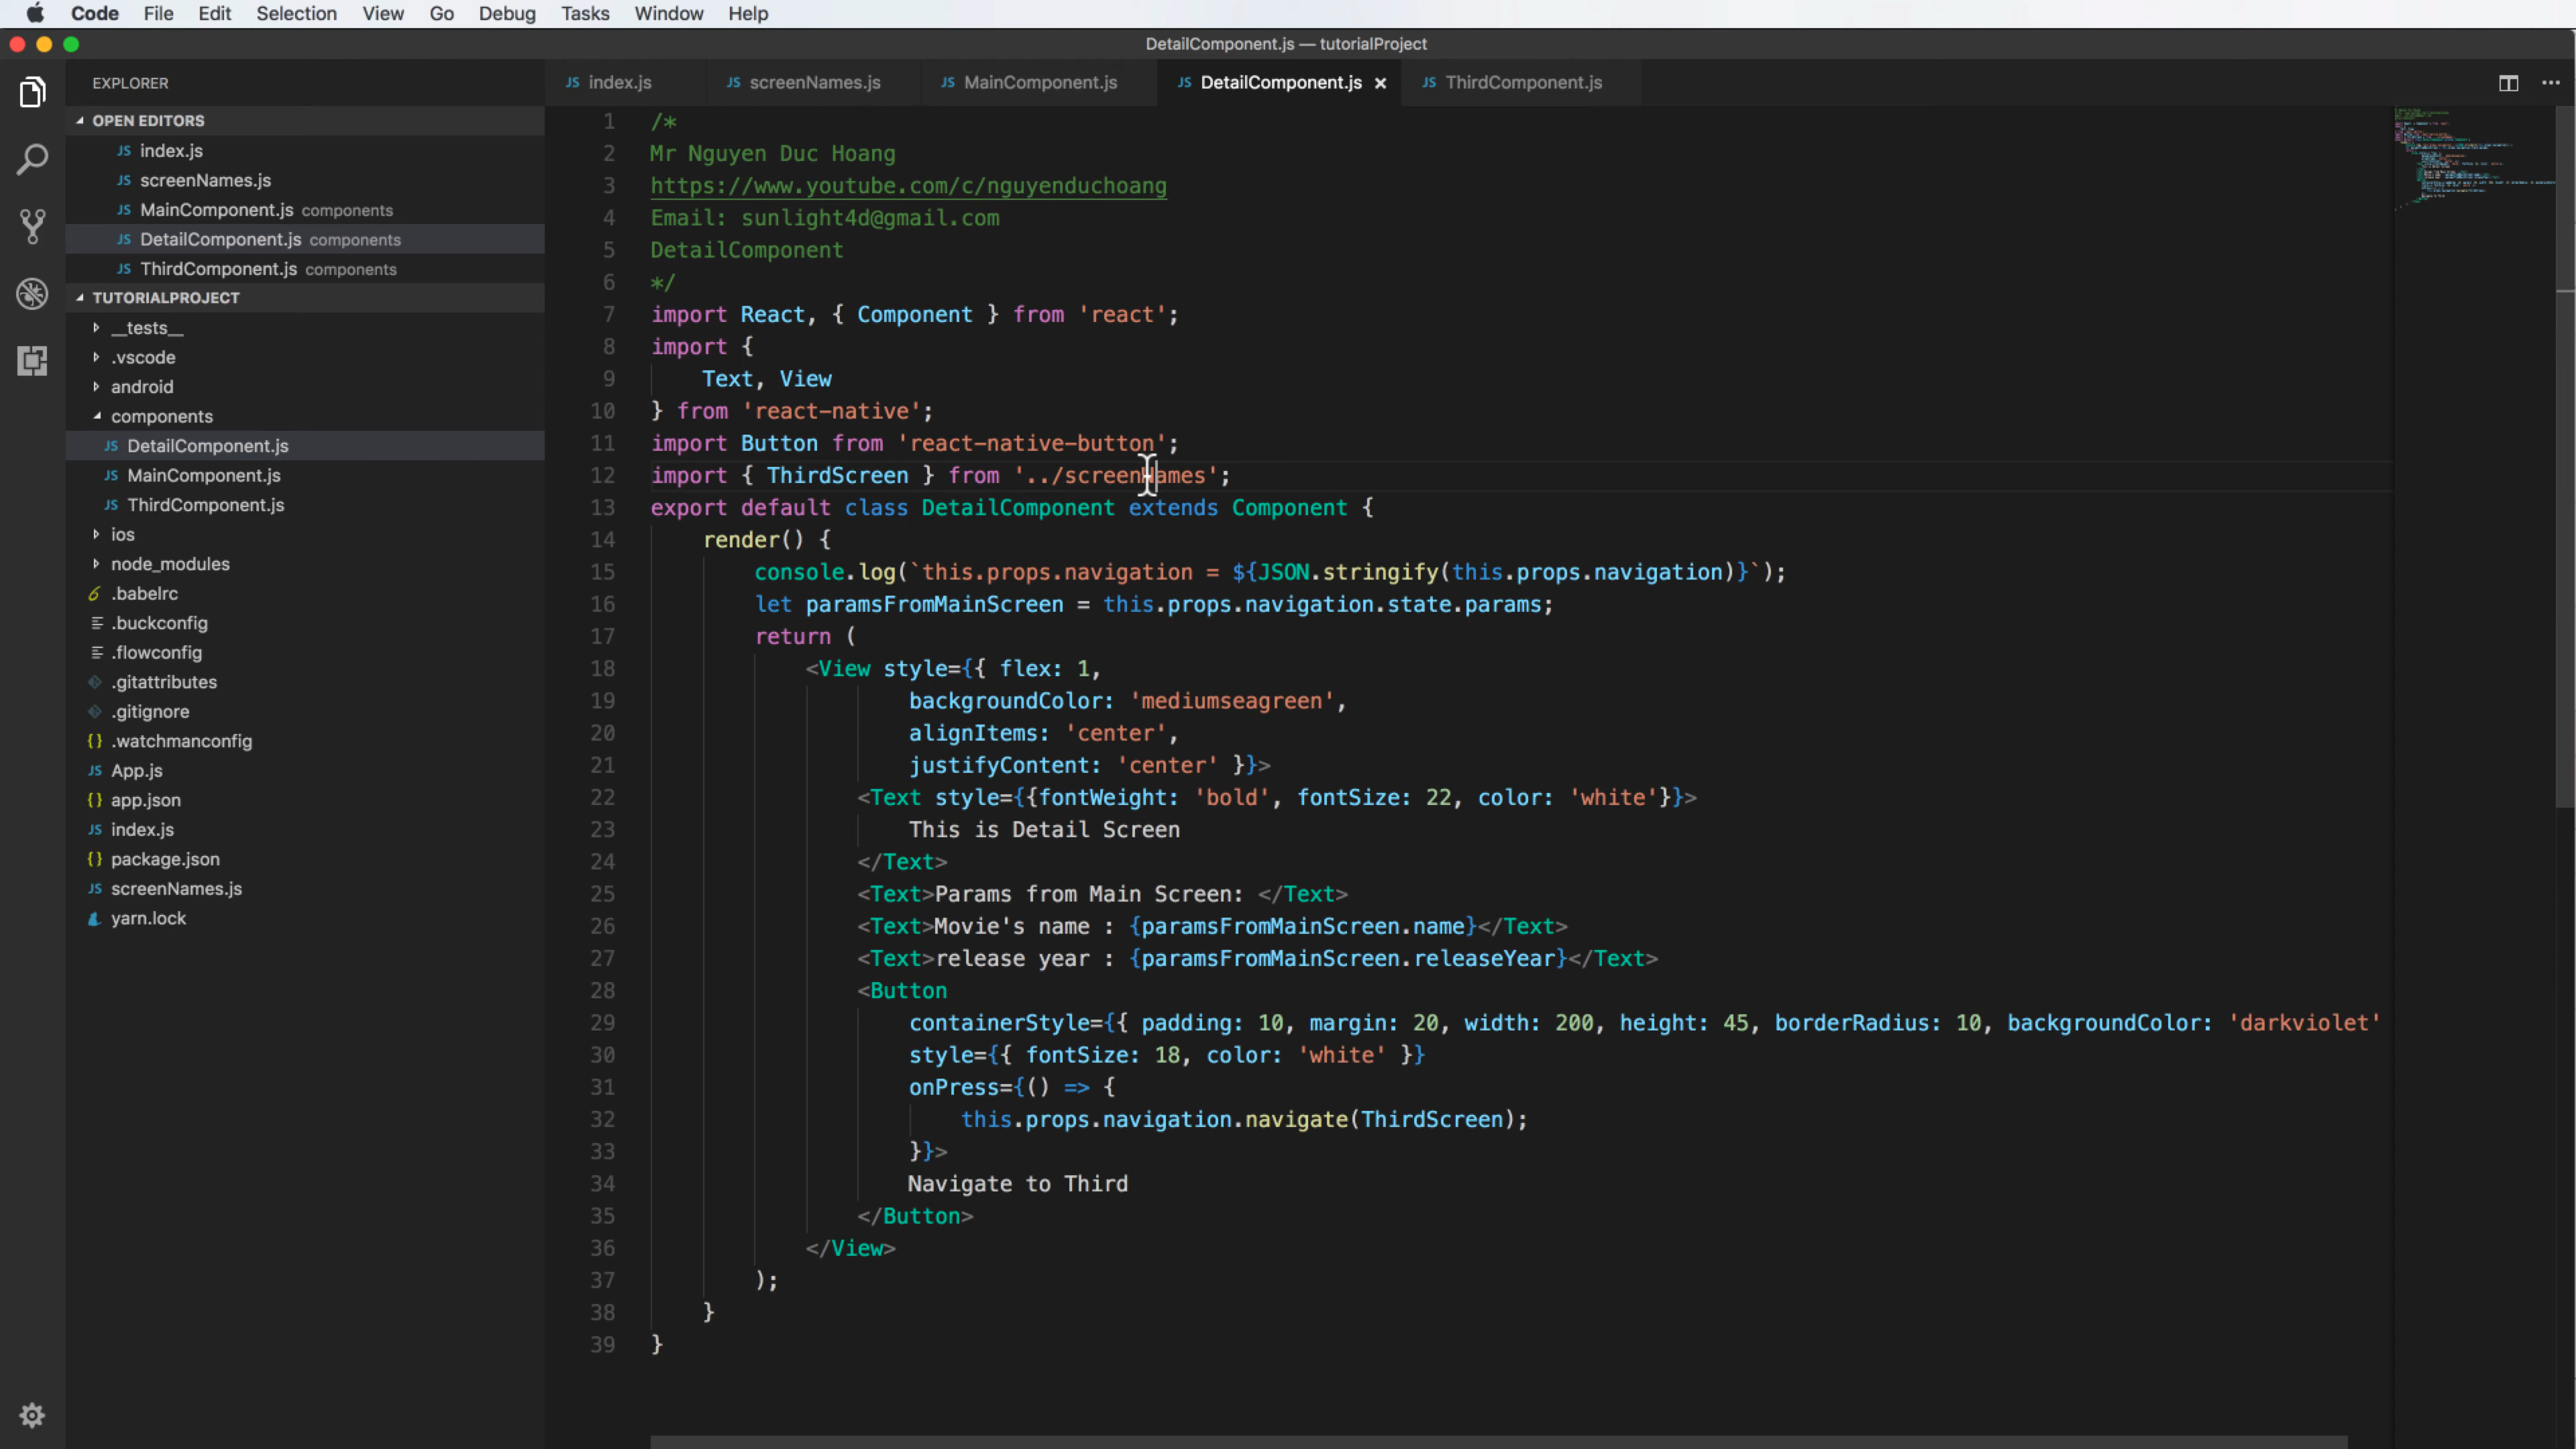 Code File Edit Selection View Go Debug Tasks Window Help
DetailComponent.js — tutorialProject
EXPLORER
OPEN EDITORS
JS index.js
JS screenNames.js
JS MainComponent.js components
JS DetailComponent.js components
JS ThirdComponent.js components
TUTORIALPROJECT
__tests__
.vscode
android
components
JS DetailComponent.js
JS MainComponent.js
JS ThirdComponent.js
ios
node_modules
.babelrc
.buckconfig
.flowconfig
.gitattributes
.gitignore
{} .watchmanconfig
JS App.js
{} app.json
JS index.js
{} package.json
JS screenNames.js
yarn.lock
JS index.js JS screenNames.js JS MainComponent.js JS DetailComponent.js × JS ThirdComponent.js
1 /*
2 Mr Nguyen Duc Hoang
3 https://www.youtube.com/c/nguyenduchoang
4 Email: sunlight4d@gmail.com
5 DetailComponent
6 */
7 import React, { Component } from 'react';
8 import {
9 Text, View
10 } from 'react-native';
11 import Button from 'react-native-button';
12 import { ThirdScreen } from '../screenNames';
13 export default class DetailComponent extends Component {
14 render() {
15 console.log(`this.props.navigation = ${JSON.stringify(this.props.navigation)}`);
16 let paramsFromMainScreen = this.props.navigation.state.params;
17 return (
18 <View style={{ flex: 1,
19 backgroundColor: 'mediumseagreen',
20 alignItems: 'center',
21 justifyContent: 'center' }}>
22 <Text style={{fontWeight: 'bold', fontSize: 22, color: 'white'}}>
23 This is Detail Screen
24 </Text>
25 <Text>Params from Main Screen: </Text>
26 <Text>Movie's name : {paramsFromMainScreen.name}</Text>
27 <Text>release year : {paramsFromMainScreen.releaseYear}</Text>
28 <Button
29 containerStyle={{ padding: 10, margin: 20, width: 200, height: 45, borderRadius: 10, backgroundColor: 'darkviolet'
30 style={{ fontSize: 18, color: 'white' }}
31 onPress={() => {
32 this.props.navigation.navigate(ThirdScreen);
33 }}>
34 Navigate to Third
35 </Button>
36 </View>
37 );
38 }
39 }